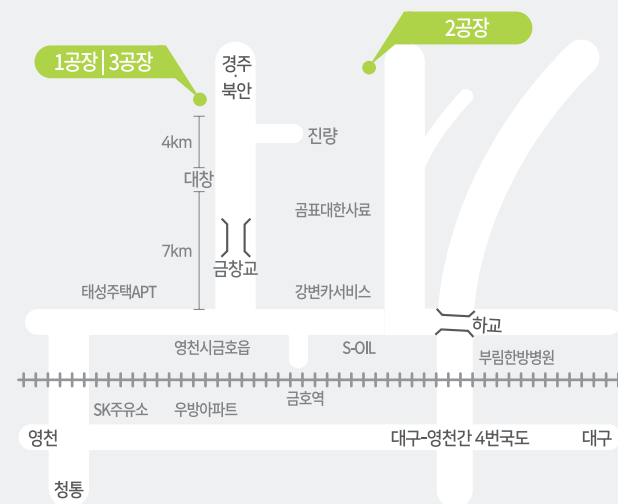 2공장
1공장 | 3공장
경주
·
북안
4km
진량
대창
곰표대한사료
7km
금창교
태성주택APT
강변카서비스
하교
영천시금호읍
S-OIL
부림한방병원
금호역
SK주유소
우방아파트
영천
대구-영천간 4번국도
대구
청통